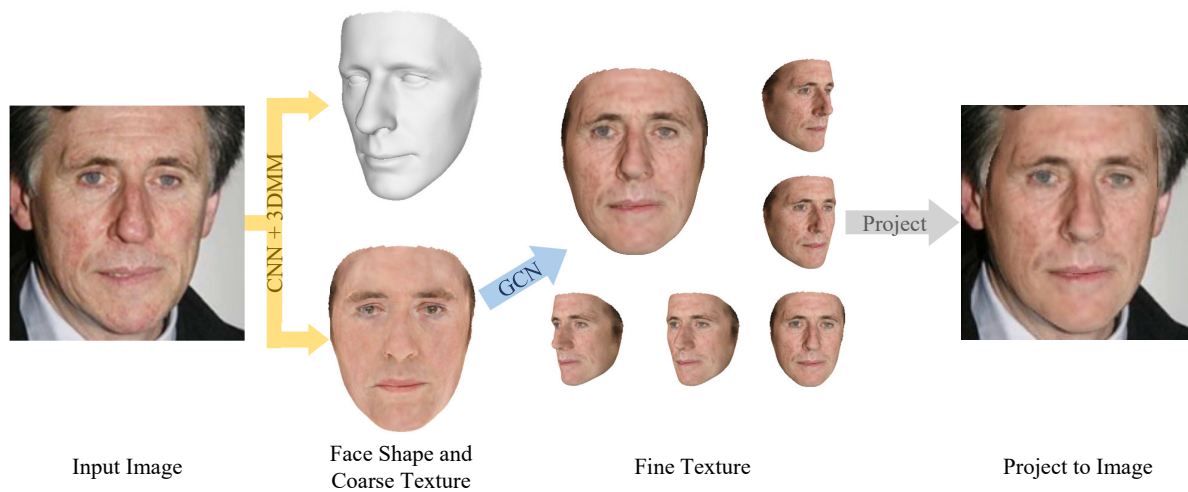 CNN + 3DMM
GCN
Project
Input Image
Face Shape and
Coarse Texture
Fine Texture
Project to Image